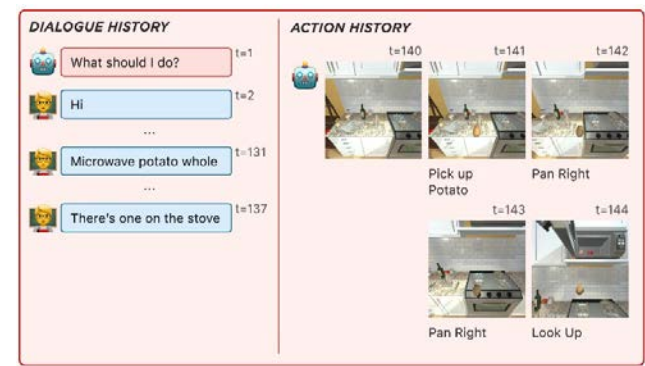 DIALOGUE HISTORY
What should I do?
t=1
Hi
t=2
...
Microwave potato whole
t=131
...
There's one on the stove
t=137
ACTION HISTORY
t=140
t=141
t=142
Pick up
Potato
Pan Right
t=143
t=144
Pan Right
Look Up